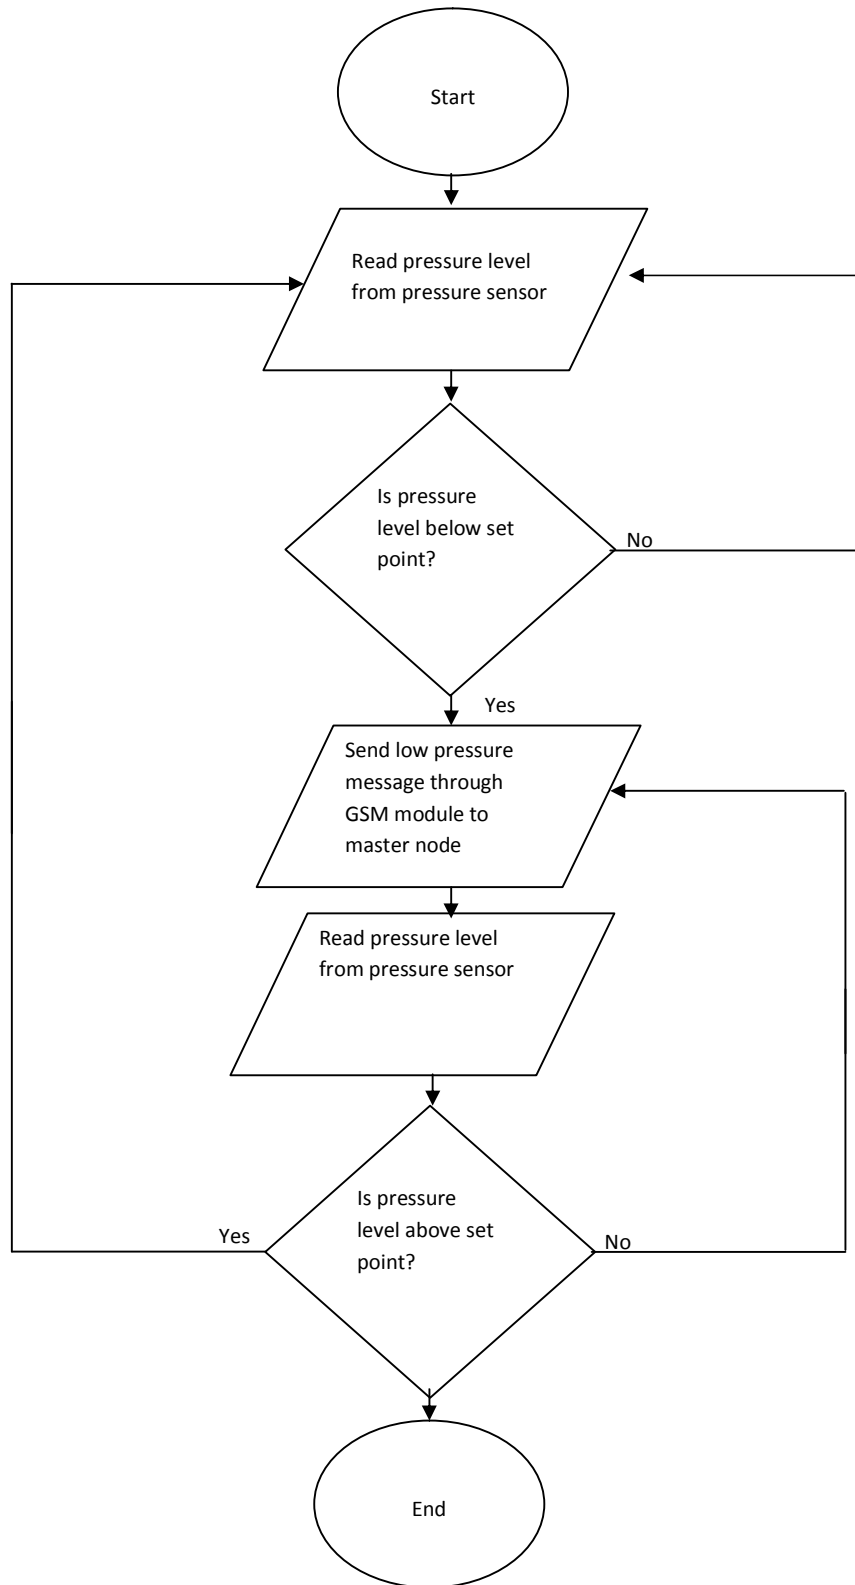 Start
Read pressure level
from pressure sensor
Is pressure
level below set
point?
No
Yes
Send low pressure
message through
GSM module to
master node
Read pressure level
from pressure sensor
Is pressure
level above set
point?
Yes
No
End